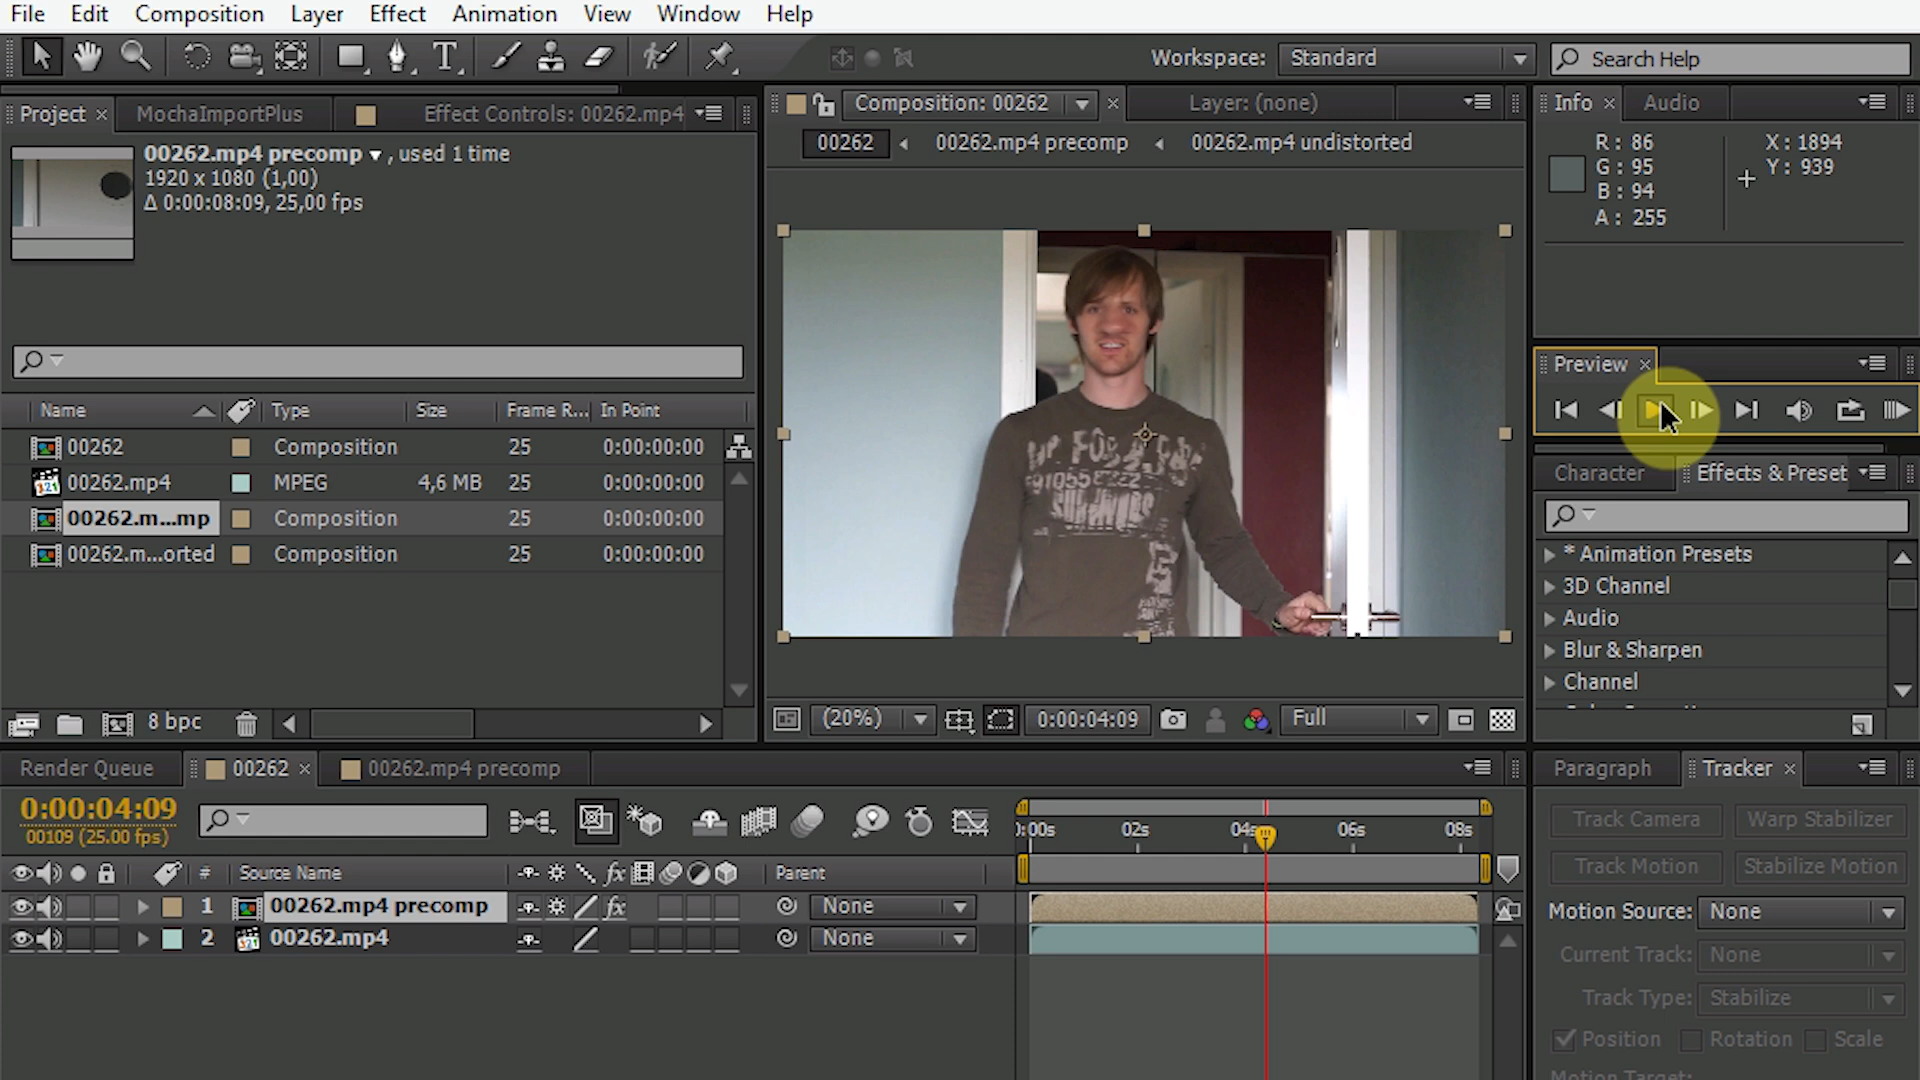 File Edit Composition Layer Effect Animation View Window Help
Workspace: Standard Search Help
Project × MochaImportPlus Effect Controls: 00262.mp4
Composition: 00262 × Layer: (none)
Info × Audio
00262.mp4 precomp , used 1 time
1920 x 1080 (1,00)
Δ 0:00:08:09, 25,00 fps
00262 00262.mp4 precomp 00262.mp4 undistorted
R: 86
G: 95
B: 94
A: 255
X: 1894
Y: 939
Preview ×
Name Type Size Frame R... In Point
00262 Composition 25 0:00:00:00
00262.mp4 MPEG 4,6 MB 25 0:00:00:00
00262.m...mp Composition 25 0:00:00:00
00262.m...orted Composition 25 0:00:00:00
8 bpc
(20%) 0:00:04:09 Full
Character Effects & Preset
* Animation Presets
3D Channel
Audio
Blur & Sharpen
Channel
Render Queue 00262 × 00262.mp4 precomp
0:00:04:09
00109 (25.00 fps)
):00s 02s 04s 06s 08s
# Source Name fx Parent
1 00262.mp4 precomp fx None
2 00262.mp4 None
Paragraph Tracker ×
Track Camera Warp Stabilizer
Track Motion Stabilize Motion
Motion Source: None
Current Track: None
Track Type: Stabilize
Position Rotation Scale
Motion Target: